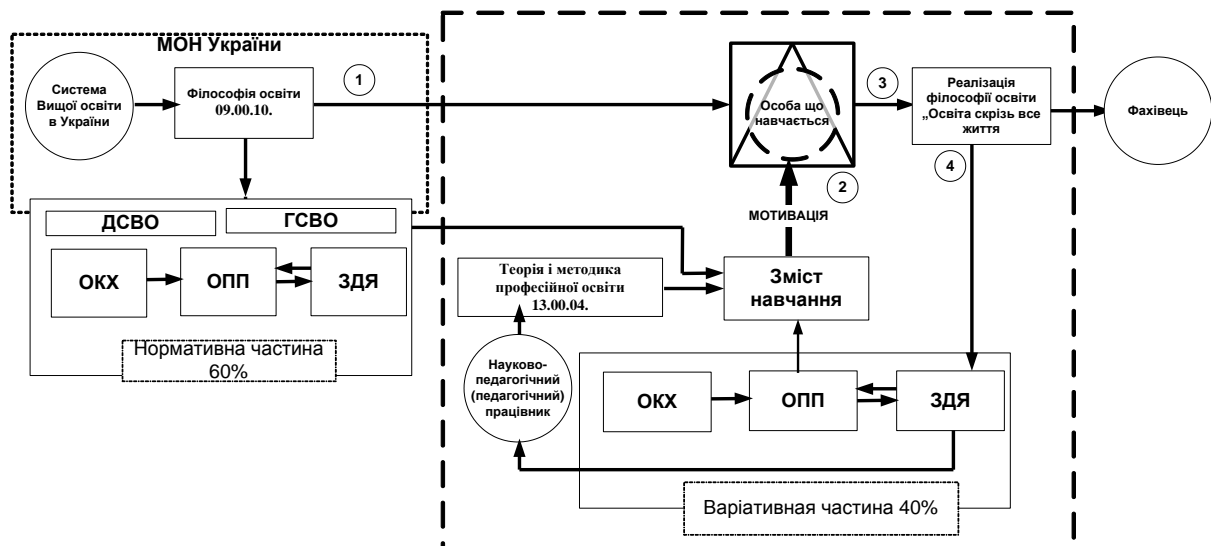 МОН України
Система
Вищої освіти
в Україні
Філософія освіти
09.00.10.
1
Особа що
навчається
3
Реалізація
філософії освіти
„Освіта скрізь все
життя
Фахівець
4
2
МОТИВАЦІЯ
ДСВО
ГСВО
ОКХ
ОПП
ЗДЯ
Нормативна частина
60%
Теорія і методика
професійної освіти
13.00.04.
Зміст
навчання
Науково-
педагогічний
(педагогічний)
працівник
ОКХ
ОПП
ЗДЯ
Варіативная частина 40%